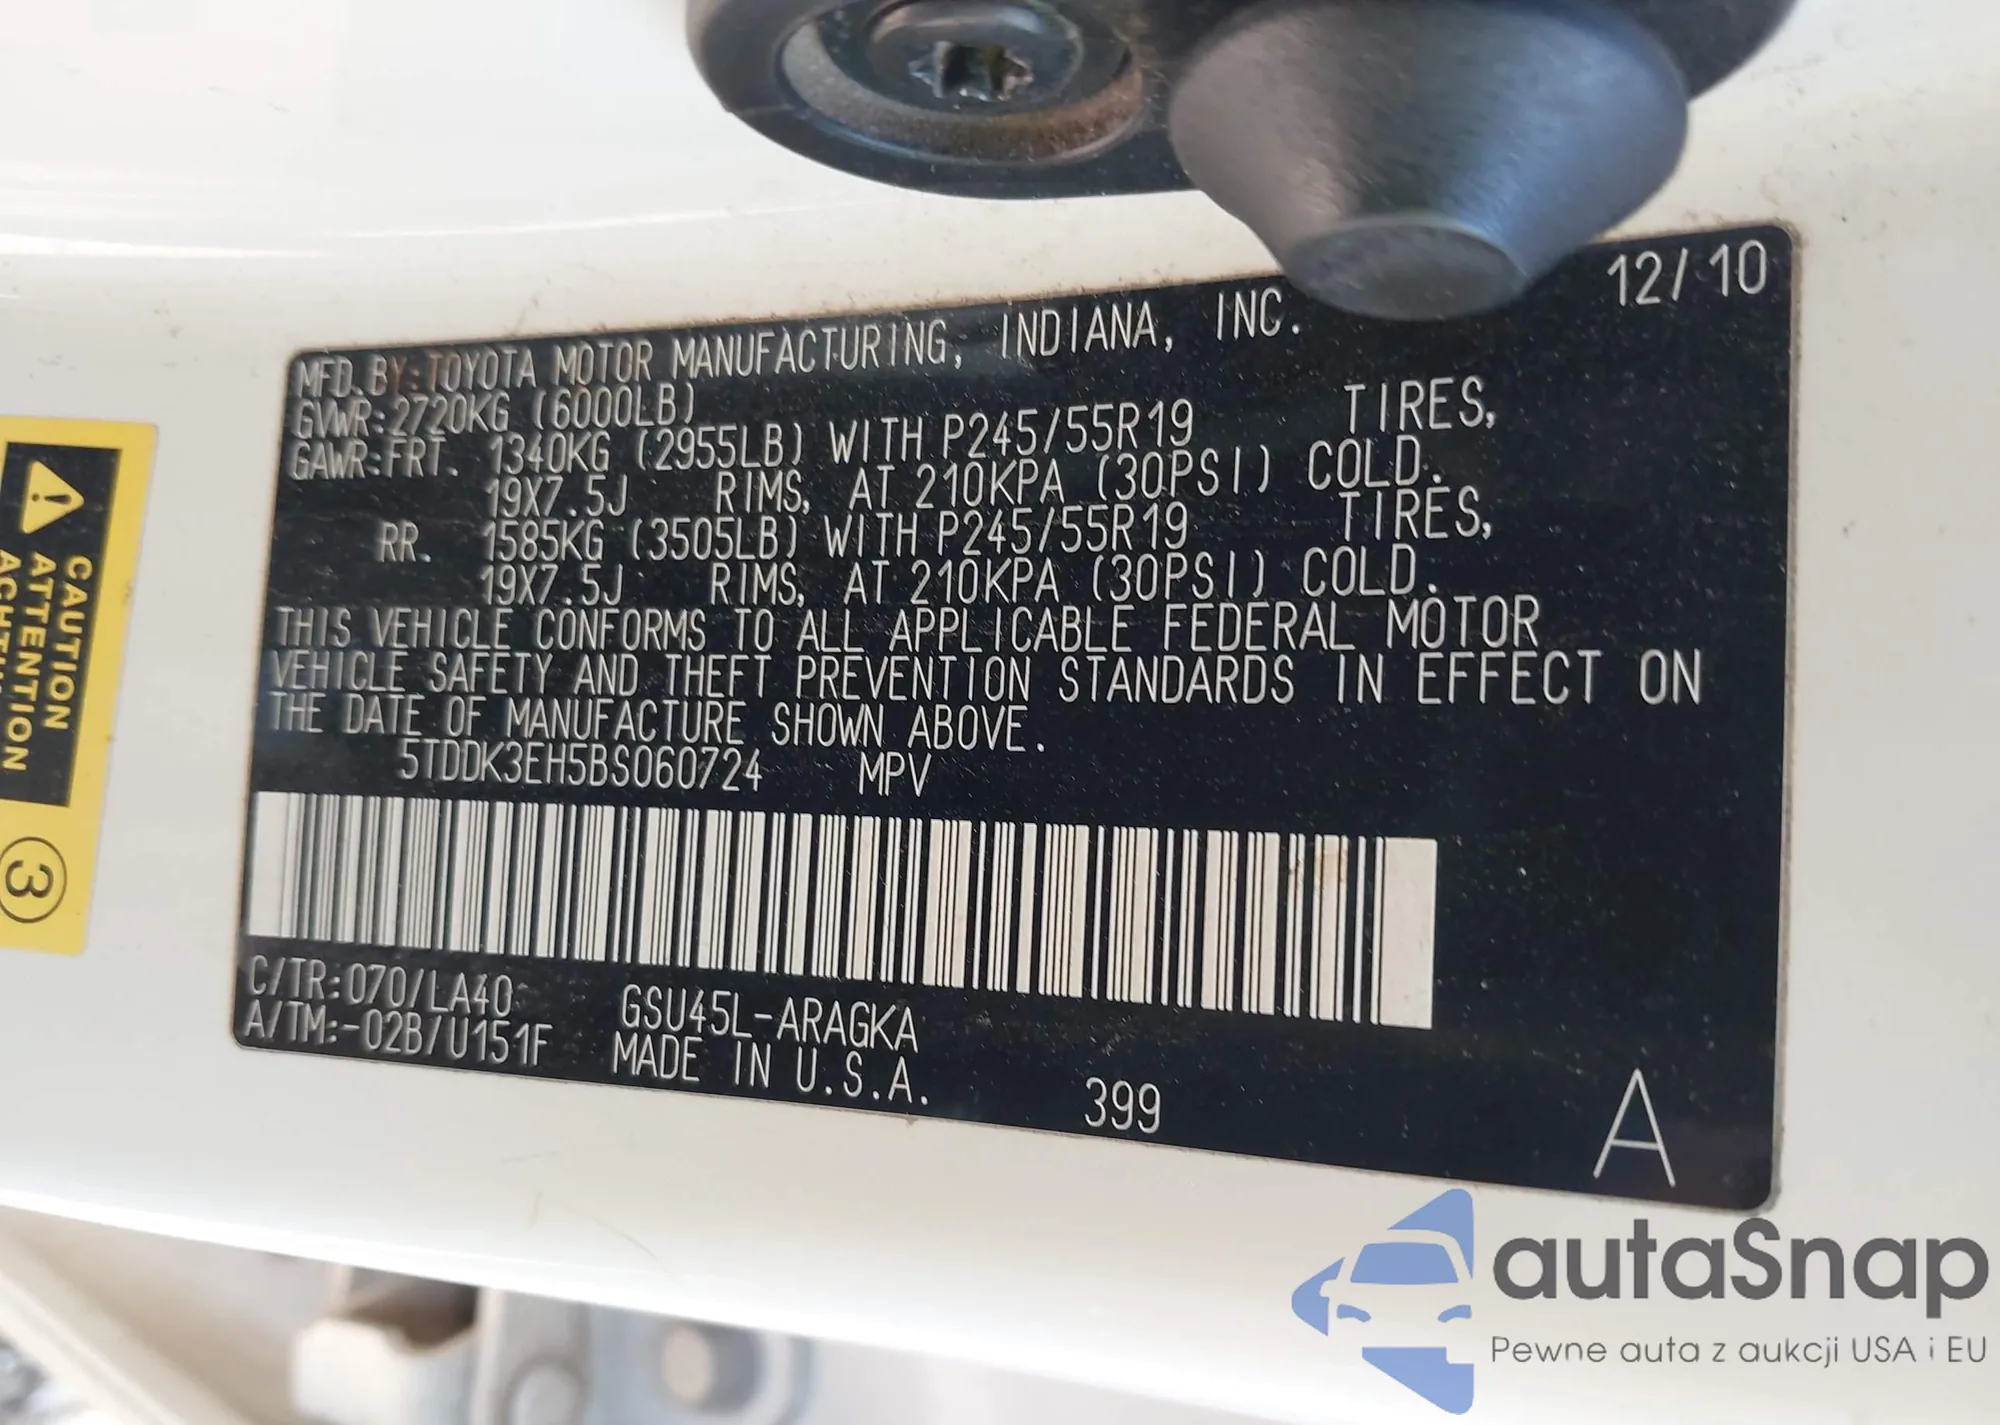 12/10
MFD.BY:TOYOTA MOTOR MANUFACTURING, INDIANA, INC.
GVWR:2720KG (6000LB)
GAWR:FRT. 1340KG (2955LB) WITH P245/55R19 TIRES,
19X7.5J RIMS, AT 210KPA (30PSI) COLD.
RR. 1585KG (3505LB) WITH P245/55R19 TIRES,
19X7.5J RIMS, AT 210KPA (30PSI) COLD.
THIS VEHICLE CONFORMS TO ALL APPLICABLE FEDERAL MOTOR
VEHICLE SAFETY AND THEFT PREVENTION STANDARDS IN EFFECT ON
THE DATE OF MANUFACTURE SHOWN ABOVE.
5TDDK3EH5BS060724 MPV
C/TR:070/LA40 GSU45L-ARAGKA
A/TM:-02B/U151F MADE IN U.S.A.
399
A
CAUTION
ATTENTION
3
autaSnap
Pewne auta z aukcji USA i EU